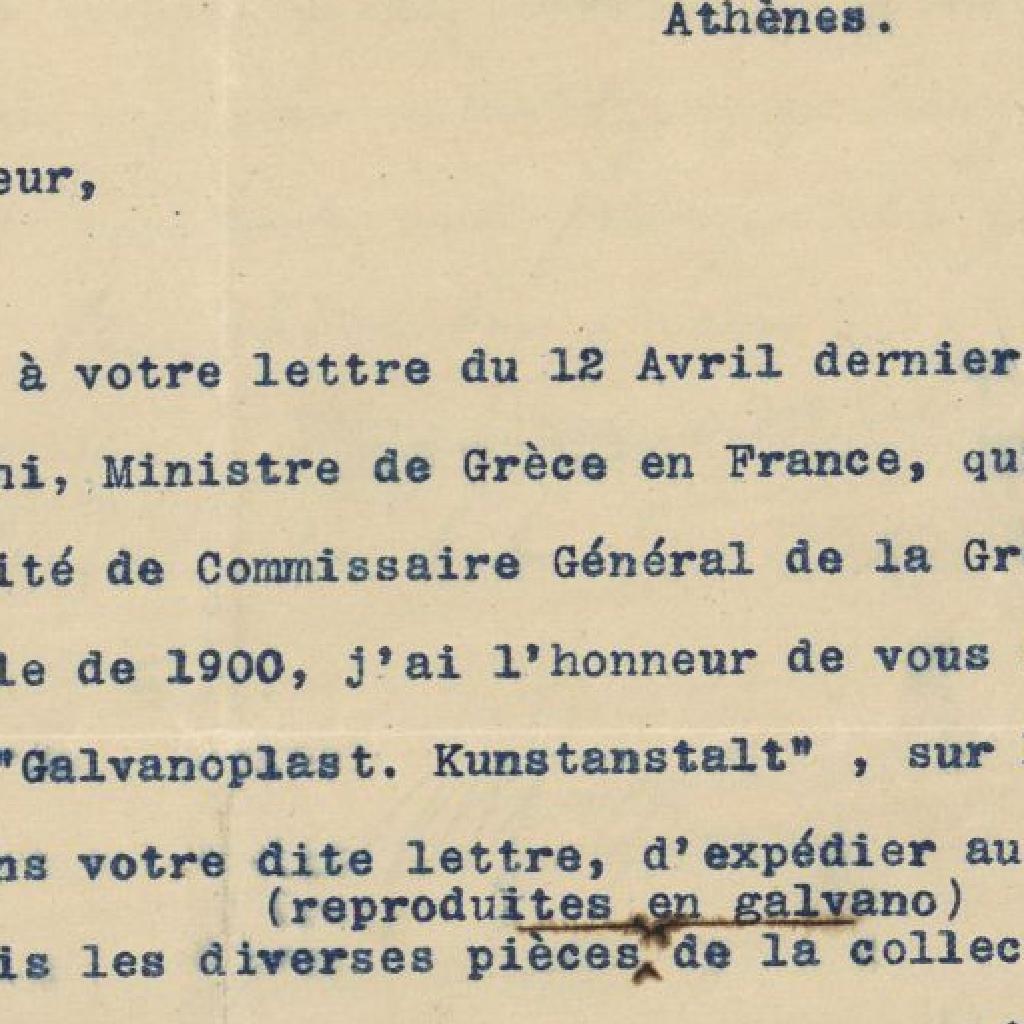 Athènes.
eur,
à votre lettre du 12 Avril dernier
ni, Ministre de Grèce en France, qu
ité de Commissaire Général de la Gr
le de 1900, j'ai l'honneur de vous
"Galvanoplast. Kunstanstalt" , sur
ns votre dite lettre, d'expédier au
(reproduites en galvano)
is les diverses pièces de la collec